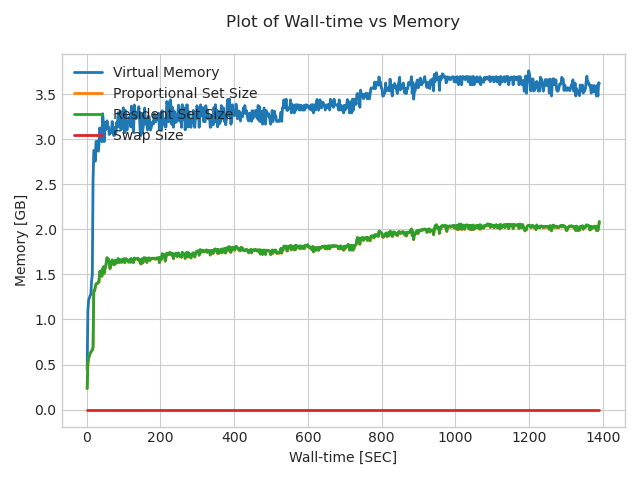 Plot of Wall-time vs Memory
Virtual Memory
Proportional Set Size
Resident Set Size
Swap Size
Memory [GB]
3.5
3.0
2.5
2.0
1.5
1.0
0.5
0.0
0 200 400 600 800 1000 1200 1400
Wall-time [SEC]